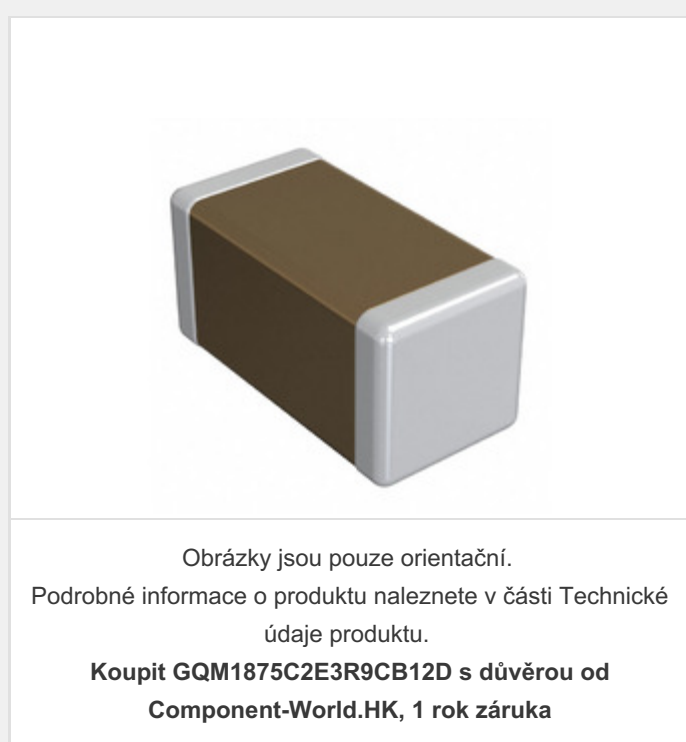 Obrázky jsou pouze orientační.
Podrobné informace o produktu naleznete v části Technické
údaje produktu.
Koupit GQM1875C2E3R9CB12D s důvěrou od
Component-World.HK, 1 rok záruka